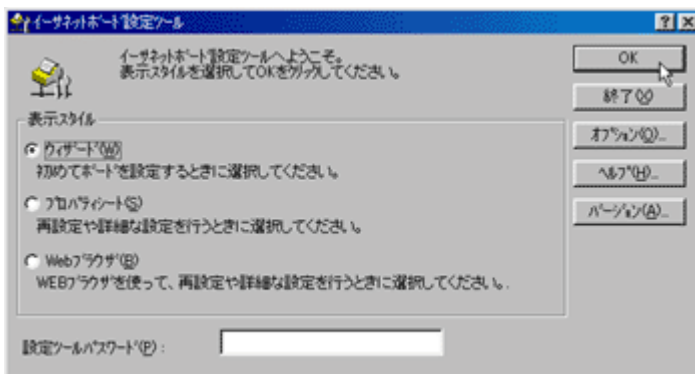 イーサネットボード設定ツール
イーサネットボード設定ツールへようこそ。
表示スタイルを選択してOKをクリックしてください。
OK
終了(X)
表示スタイル
オプション(O)...
ウィザード(W)
初めてボードを設定するときに選択してください。
ヘルプ(H)...
プロパティシート(S)
バージョン(A)...
再設定や詳細な設定を行うときに選択してください。
Webブラウザ(B)
WEBブラウザを使って、再設定や詳細な設定を行うときに選択してください。.
設定ツールパスワード(P) :